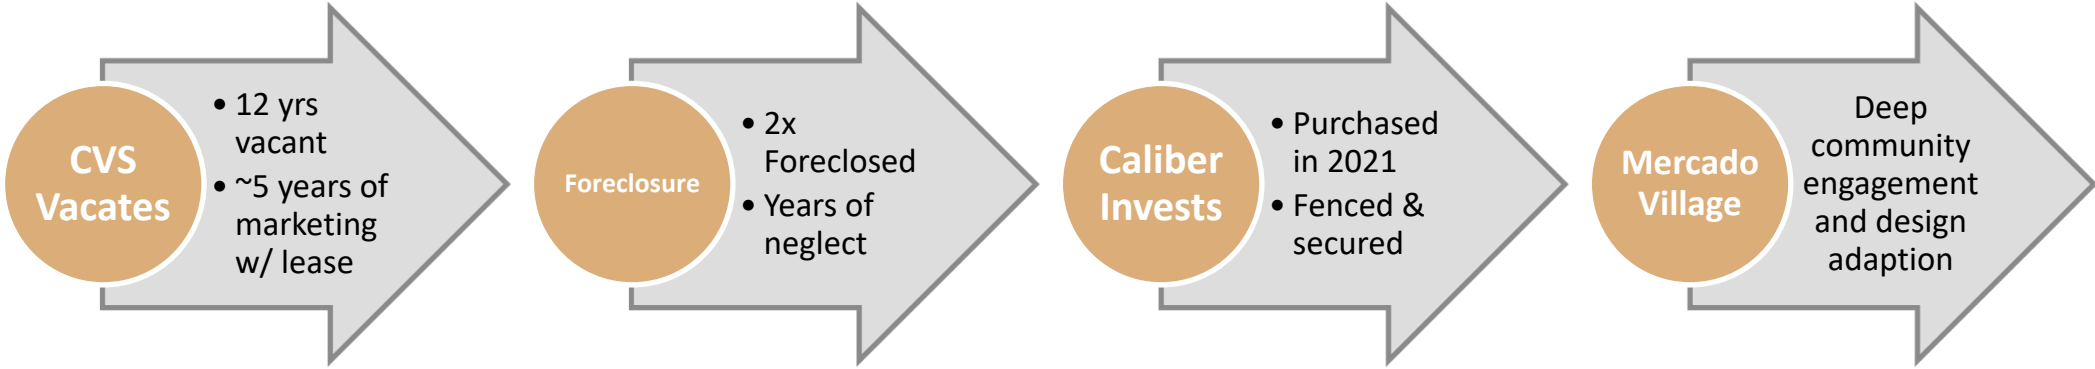 CVS
Vacates
• 12 yrs
vacant
• ~5 years of
marketing
w/ lease
Foreclosure
• 2x
Foreclosed
• Years of
neglect
Caliber
Invests
• Purchased
in 2021
• Fenced &
secured
Mercado
Village
Deep
community
engagement
and design
adaption